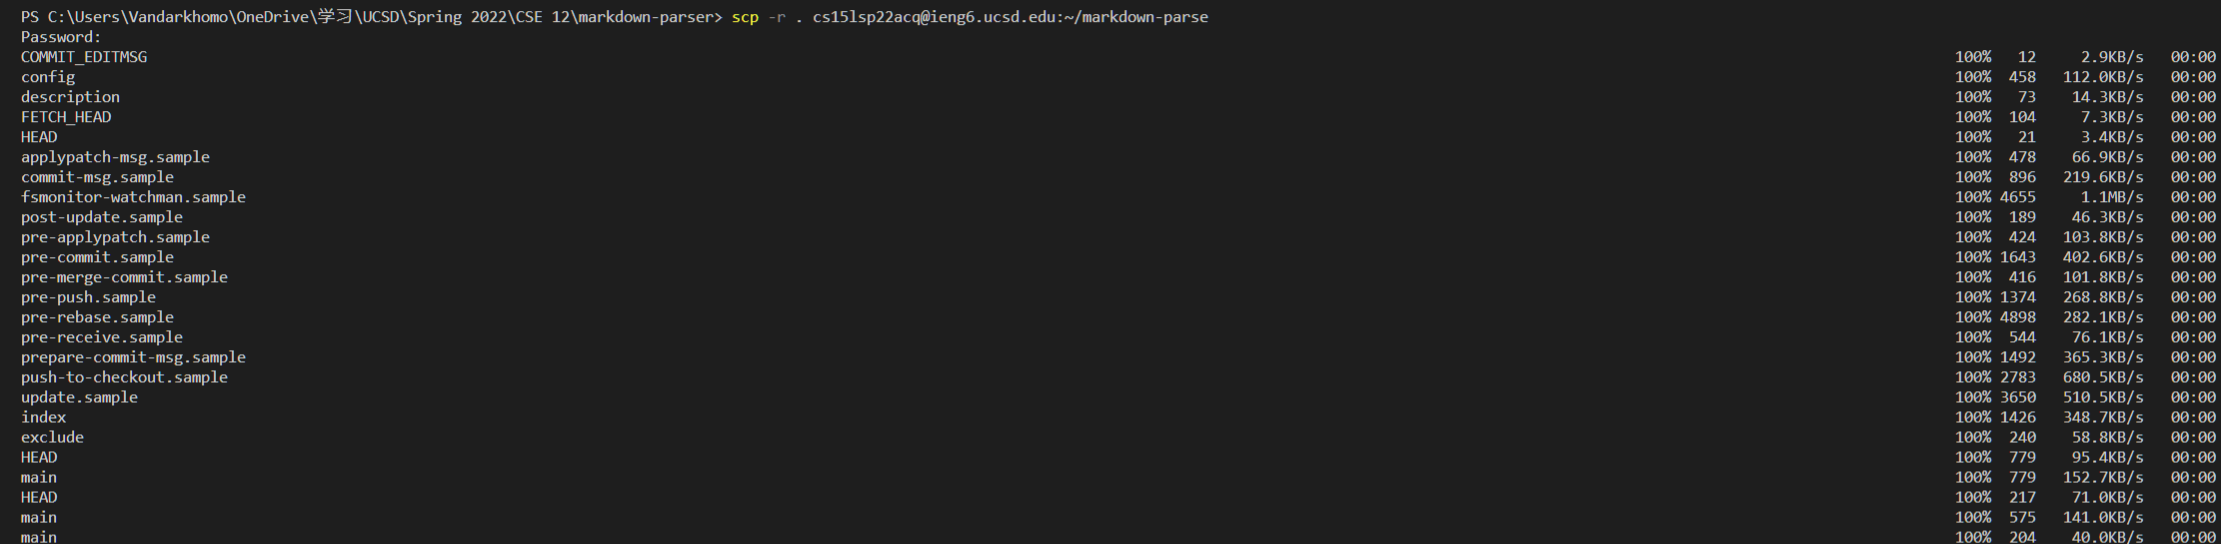 PS C:\Users\Vandarkhomo\OneDrive\学习\UCSD\Spring 2022\CSE 12\markdown-parser> scp -r . cs15lsp22acq@ieng6.ucsd.edu:~/markdown-parse
Password:
COMMIT_EDITMSG 100% 12 2.9KB/s 00:00
config 100% 458 112.0KB/s 00:00
description 100% 73 14.3KB/s 00:00
FETCH_HEAD 100% 104 7.3KB/s 00:00
HEAD 100% 21 3.4KB/s 00:00
applypatch-msg.sample 100% 478 66.9KB/s 00:00
commit-msg.sample 100% 896 219.6KB/s 00:00
fsmonitor-watchman.sample 100% 4655 1.1MB/s 00:00
post-update.sample 100% 189 46.3KB/s 00:00
pre-applypatch.sample 100% 424 103.8KB/s 00:00
pre-commit.sample 100% 1643 402.6KB/s 00:00
pre-merge-commit.sample 100% 416 101.8KB/s 00:00
pre-push.sample 100% 1374 268.8KB/s 00:00
pre-rebase.sample 100% 4898 282.1KB/s 00:00
pre-receive.sample 100% 544 76.1KB/s 00:00
prepare-commit-msg.sample 100% 1492 365.3KB/s 00:00
push-to-checkout.sample 100% 2783 680.5KB/s 00:00
update.sample 100% 3650 510.5KB/s 00:00
index 100% 1426 348.7KB/s 00:00
exclude 100% 240 58.8KB/s 00:00
HEAD 100% 779 95.4KB/s 00:00
main 100% 779 152.7KB/s 00:00
HEAD 100% 217 71.0KB/s 00:00
main 100% 575 141.0KB/s 00:00
main 100% 204 40.0KB/s 00:00